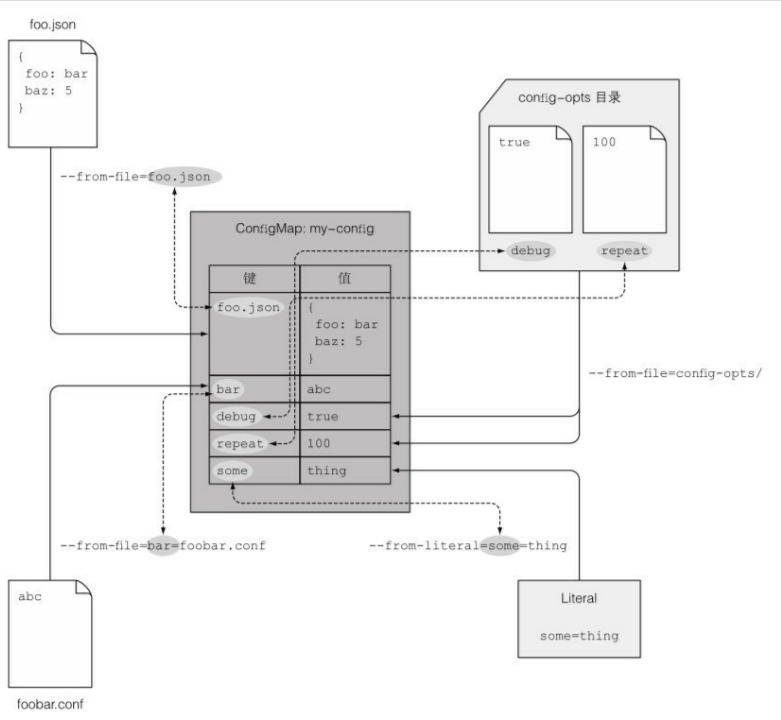 foo.json
{
foo: bar
baz: 5
}
--from-file=foo.json
config-opts 目录
true
100
debug
repeat
ConfigMap: my-config
键
值
foo.json
{
foo: bar
baz: 5
}
bar
abc
debug
true
repeat
100
some
thing
--from-file=config-opts/
--from-file=bar=foobar.conf
--from-literal=some=thing
abc
foobar.conf
Literal
some=thing